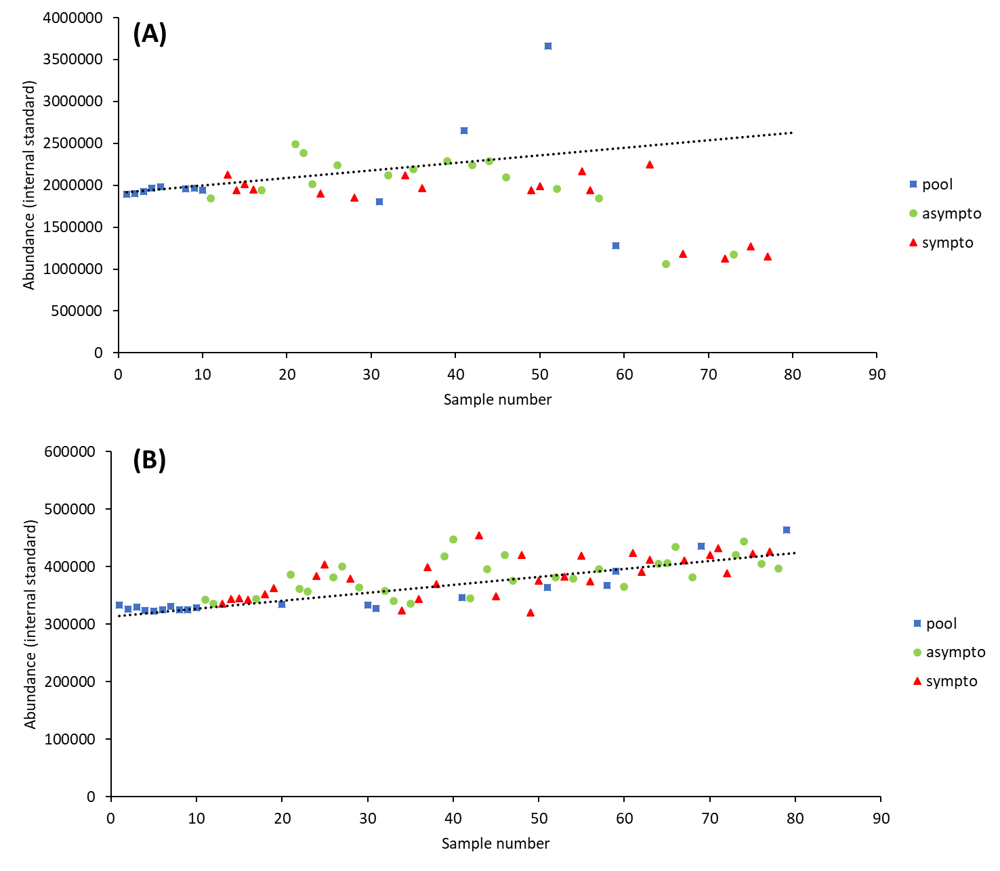 (A)
4000000
3500000
3000000
2500000
2000000
1500000
1000000
500000
0
Abundance (internal standard)
0 10 20 30 40 50 60 70 80 90
Sample number
pool
asympto
sympto
(B)
600000
500000
400000
300000
200000
100000
0
Abundance (internal standard)
0 10 20 30 40 50 60 70 80 90
Sample number
pool
asympto
sympto